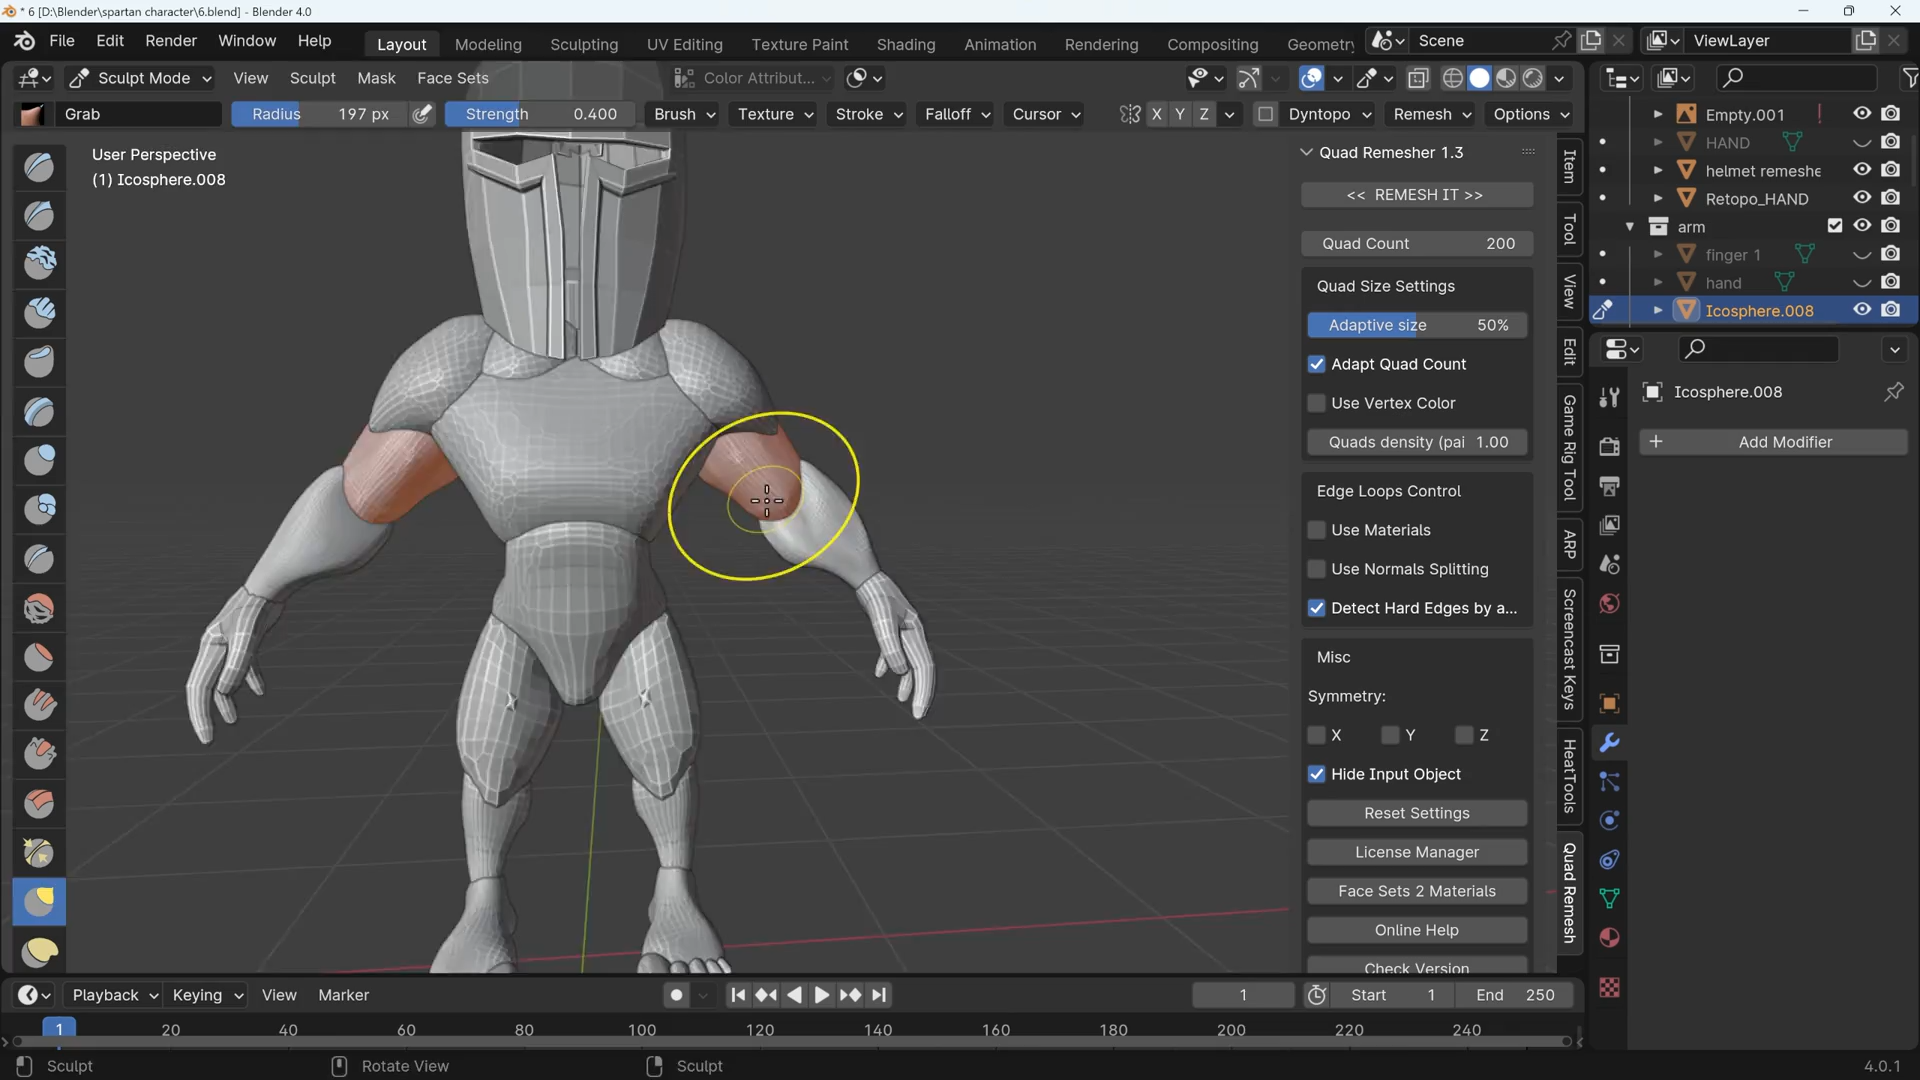 * 6 [D:\Blender\spartan character\6.blend] - Blender 4.0
File Edit Render Window Help Layout Modeling Sculpting UV Editing Texture Paint Shading Animation Rendering Compositing Geometry Scene ViewLayer
Sculpt Mode View Sculpt Mask Face Sets Color Attribut...
Grab Radius 197 px Strength 0.400 Brush Texture Stroke Falloff Cursor X Y Z Dyntopo Remesh Options
User Perspective
(1) Icosphere.008
Quad Remesher 1.3
<< REMESH IT >>
Quad Count 200
Quad Size Settings
Adaptive size 50%
Adapt Quad Count
Use Vertex Color
Quads density (pai 1.00
Edge Loops Control
Use Materials
Use Normals Splitting
Detect Hard Edges by a...
Misc
Symmetry:
X Y Z
Hide Input Object
Reset Settings
License Manager
Face Sets 2 Materials
Online Help
Check Version
Item
Tool
View
Edit
Game Rig Tool
ARP
Screencast Keys
HeatTools
Quad Remesh
Empty.001
HAND
helmet remeshe
Retopo_HAND
arm
finger 1
hand
Icosphere.008
Icosphere.008
Add Modifier
Playback Keying View Marker 1 Start 1 End 250
1 20 40 60 80 100 120 140 160 180 200 220 240
Sculpt Rotate View Sculpt 4.0.1